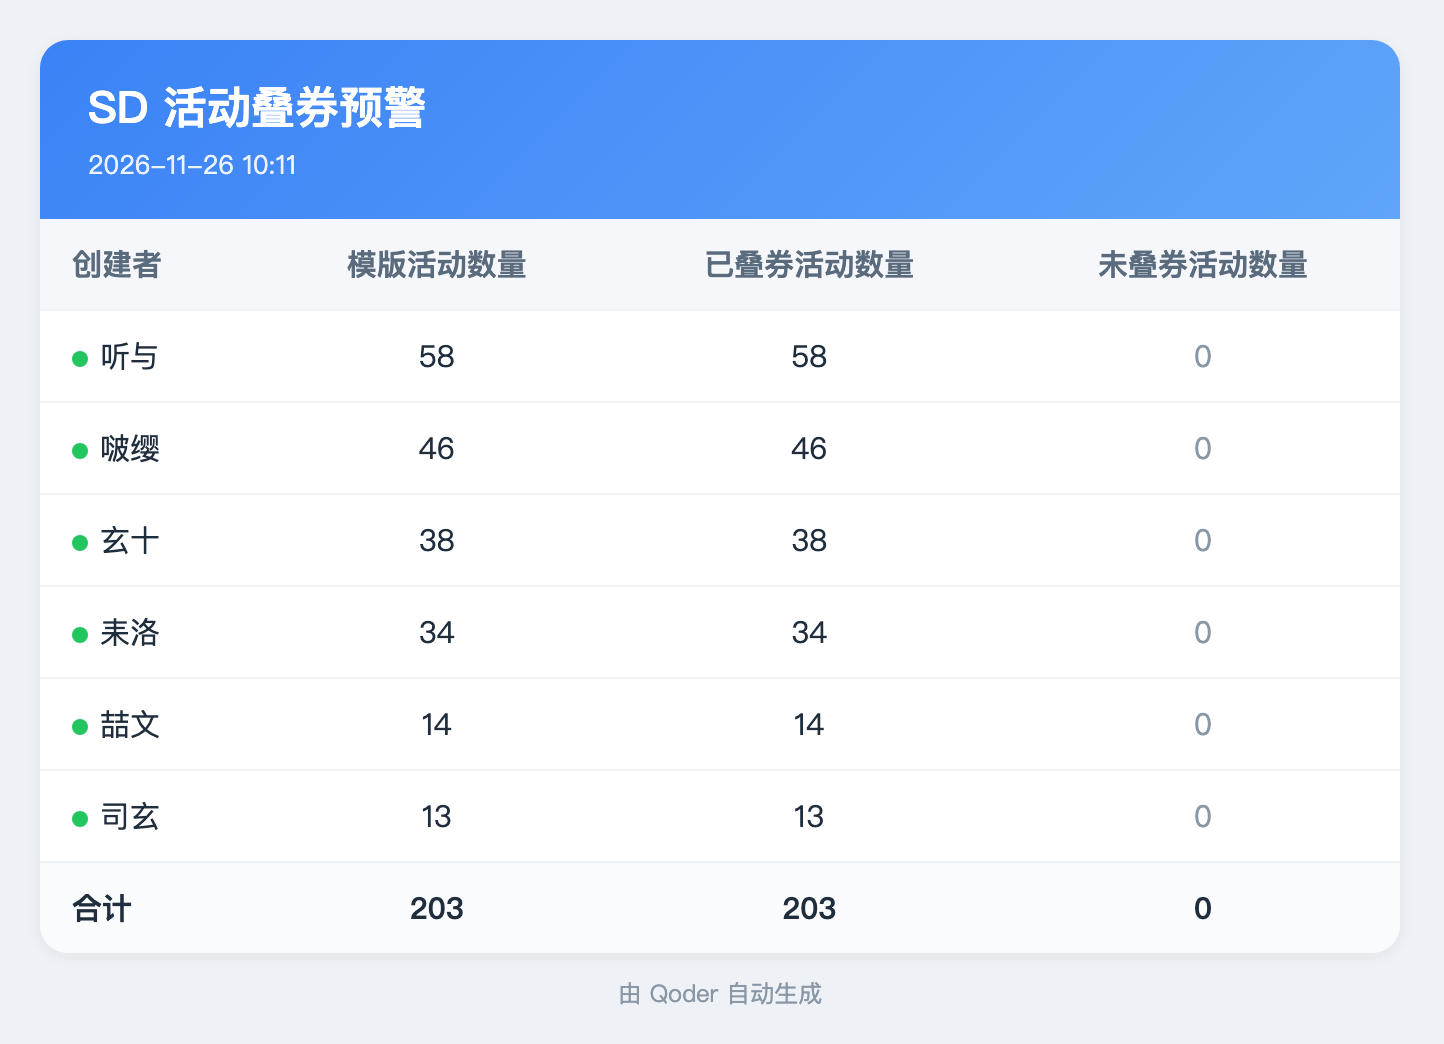 SD 活动叠券预警
2026-11-26 10:11
创建者 模版活动数量 已叠券活动数量 未叠券活动数量
听与 58 58 0
啵缨 46 46 0
玄十 38 38 0
耒洛 34 34 0
喆文 14 14 0
司玄 13 13 0
合计 203 203 0
由 Qoder 自动生成